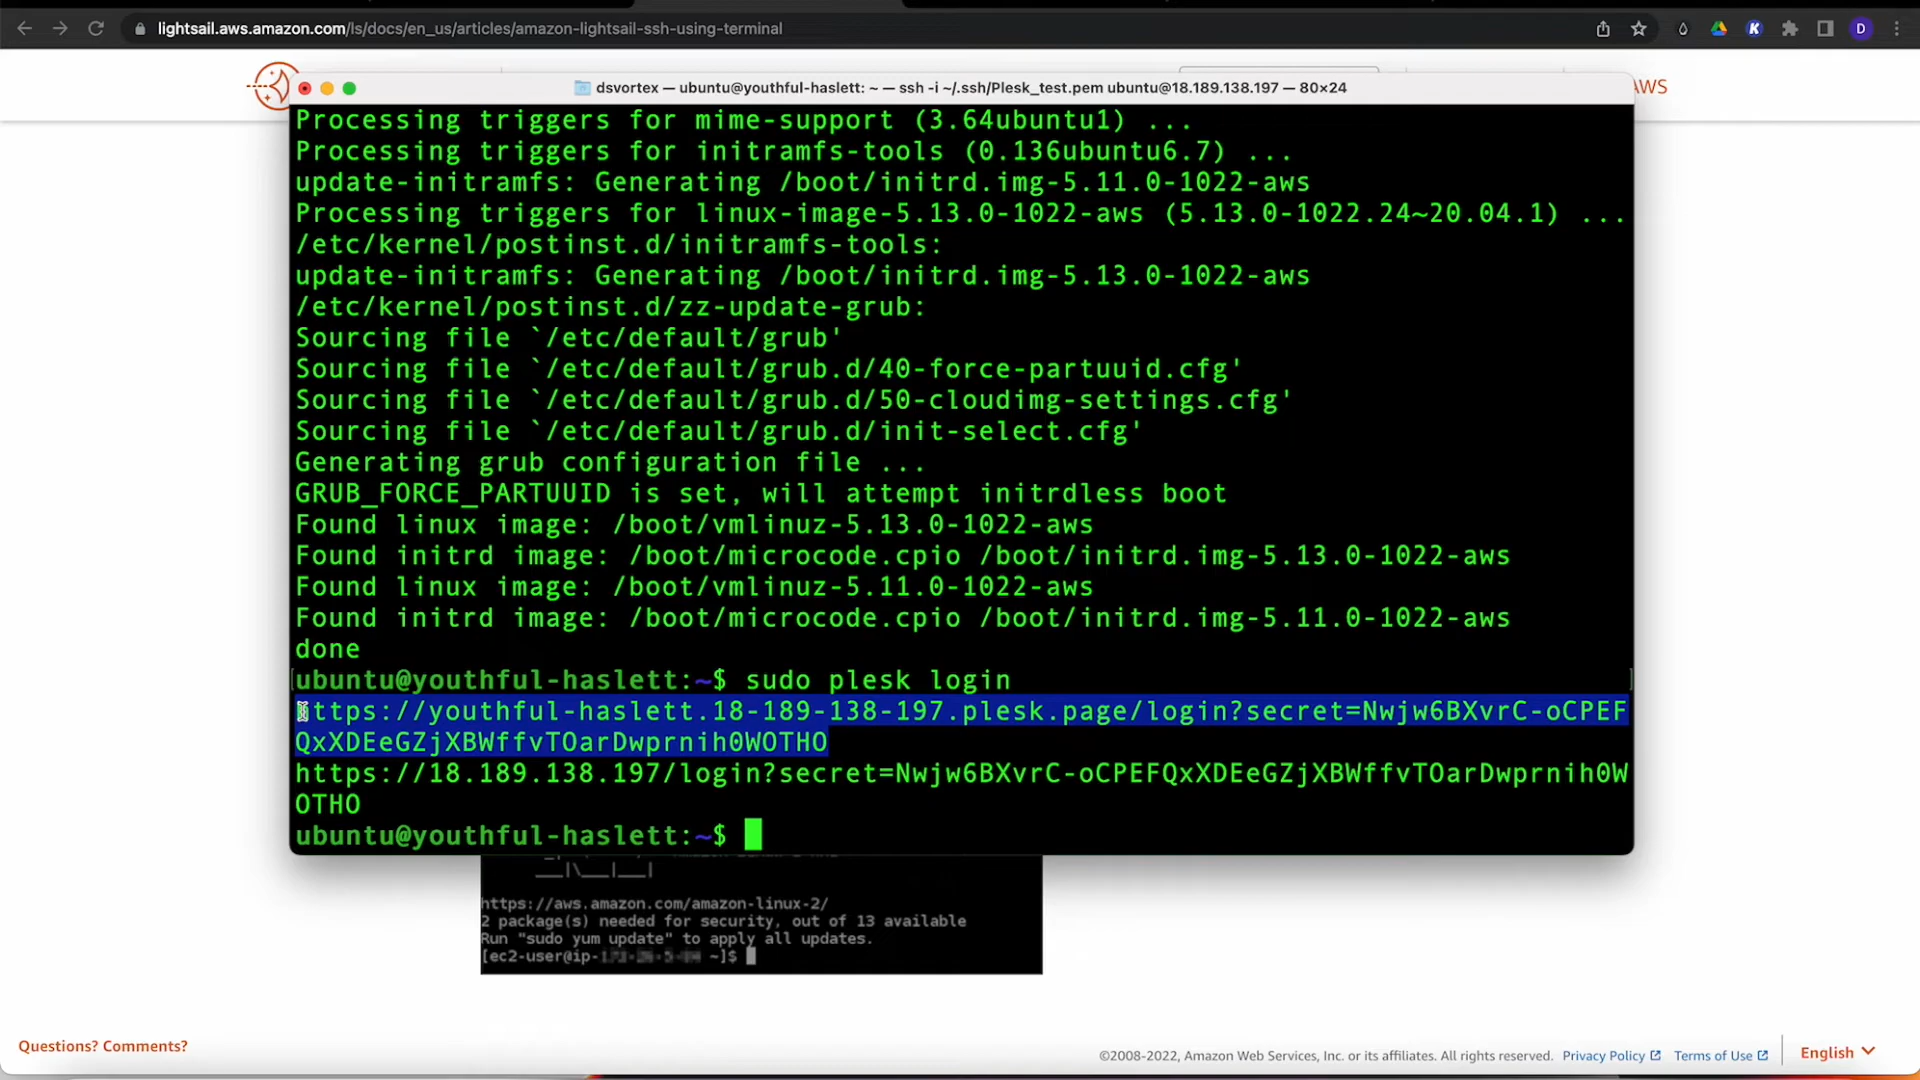 lightsail.aws.amazon.com/ls/docs/en_us/articles/amazon-lightsail-ssh-using-terminal
D
AWS
dsvortex — ubuntu@youthful-haslett: ~ — ssh -i ~/.ssh/Plesk_test.pem ubuntu@18.189.138.197 — 80×24
Processing triggers for mime-support (3.64ubuntu1) ...
Processing triggers for initramfs-tools (0.136ubuntu6.7) ...
update-initramfs: Generating /boot/initrd.img-5.11.0-1022-aws
Processing triggers for linux-image-5.13.0-1022-aws (5.13.0-1022.24~20.04.1) ...
/etc/kernel/postinst.d/initramfs-tools:
update-initramfs: Generating /boot/initrd.img-5.13.0-1022-aws
/etc/kernel/postinst.d/zz-update-grub:
Sourcing file `/etc/default/grub'
Sourcing file `/etc/default/grub.d/40-force-partuuid.cfg'
Sourcing file `/etc/default/grub.d/50-cloudimg-settings.cfg'
Sourcing file `/etc/default/grub.d/init-select.cfg'
Generating grub configuration file ...
GRUB_FORCE_PARTUUID is set, will attempt initrdless boot
Found linux image: /boot/vmlinuz-5.13.0-1022-aws
Found initrd image: /boot/microcode.cpio /boot/initrd.img-5.13.0-1022-aws
Found linux image: /boot/vmlinuz-5.11.0-1022-aws
Found initrd image: /boot/microcode.cpio /boot/initrd.img-5.11.0-1022-aws
done
[ubuntu@youthful-haslett:~$ sudo plesk login ]
https://youthful-haslett.18-189-138-197.plesk.page/login?secret=Nwjw6BXvrC-oCPEF
QxXDEeGZjXBWffvTOarDwprnih0WOTHO
https://18.189.138.197/login?secret=Nwjw6BXvrC-oCPEFQxXDEeGZjXBWffvTOarDwprnih0W
OTHO
ubuntu@youthful-haslett:~$
___|\___|___|
https://aws.amazon.com/amazon-linux-2/
2 package(s) needed for security, out of 13 available
Run "sudo yum update" to apply all updates.
[ec2-user@ip- ~]$
Questions? Comments?
©2008-2022, Amazon Web Services, Inc. or its affiliates. All rights reserved. Privacy Policy Terms of Use English